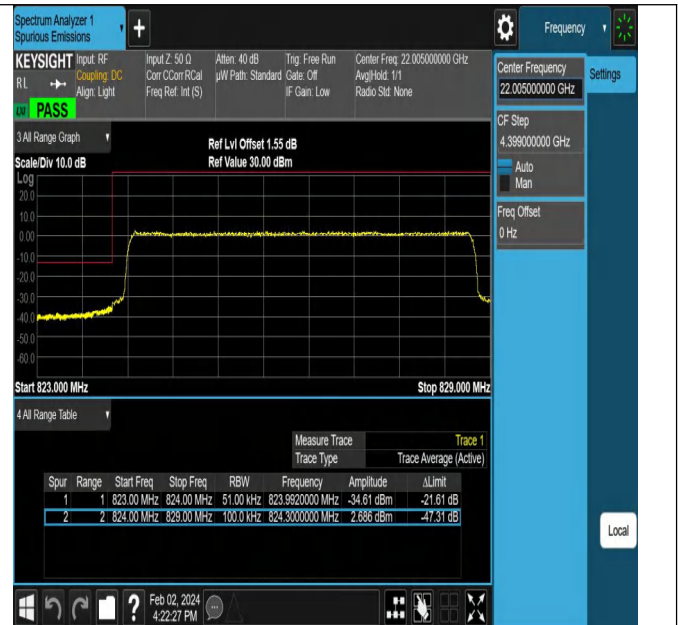 Spectrum Analyzer 1
Spurious Emissions
Frequency
KEYSIGHT
Input: RF
Coupling: DC
Align: Light
Input Z: 50 Ω
Corr CCorr RCal
Freq Ref: Int (S)
Atten: 40 dB
µW Path: Standard
Trig: Free Run
Gate: Off
IF Gain: Low
Center Freq: 22.005000000 GHz
Avg|Hold: 1/1
Radio Std: None
RL
PASS
Center Frequency
22.005000000 GHz
Settings
CF Step
4.399000000 GHz
Auto
Man
Freq Offset
0 Hz
3 All Range Graph
Scale/Div 10.0 dB
Ref Lvl Offset 1.55 dB
Ref Value 30.00 dBm
Log
20.0
10.0
0.00
-10.0
-20.0
-30.0
-40.0
-50.0
-60.0
Start 823.000 MHz Stop 829.000 MHz
4 All Range Table
Measure Trace Trace 1
Trace Type Trace Average (Active)
Spur Range Start Freq Stop Freq RBW Frequency Amplitude ΔLimit
1 1 823.00 MHz 824.00 MHz 51.00 kHz 823.9920000 MHz -34.61 dBm -21.61 dB
2 2 824.00 MHz 829.00 MHz 100.0 kHz 824.3000000 MHz 2.686 dBm -47.31 dB
Local
?
Feb 02, 2024
4:22:27 PM